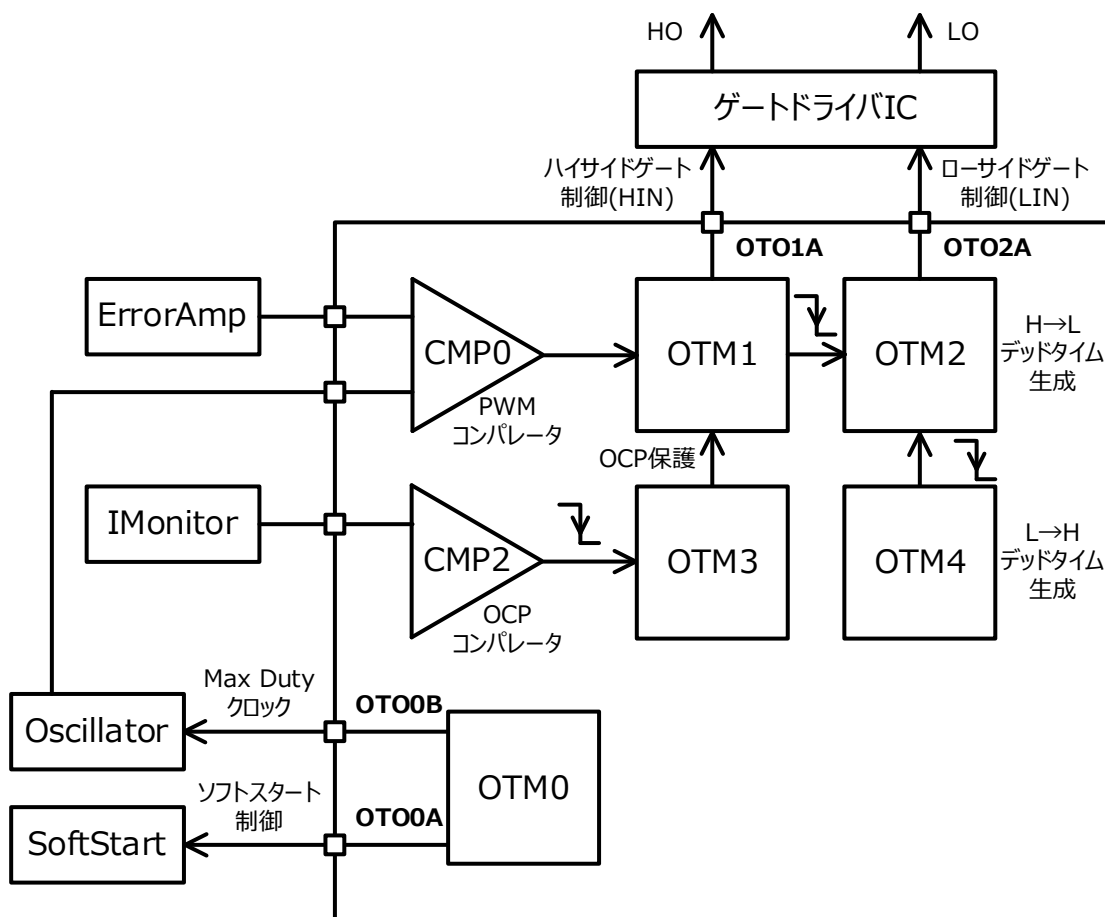 HO
LO
ゲートドライバIC
ハイサイドゲート
制御(HIN)
ローサイドゲート
制御(LIN)
OTO1A
OTO2A
ErrorAmp
CMP0
PWM
コンパレータ
OTM1
OTM2
H→L
デッドタイム
生成
OCP保護
IMonitor
CMP2
OCP
コンパレータ
OTM3
OTM4
L→H
デッドタイム
生成
Max Duty
クロック
OTO0B
Oscillator
OTM0
ソフトスタート
制御
OTO0A
SoftStart